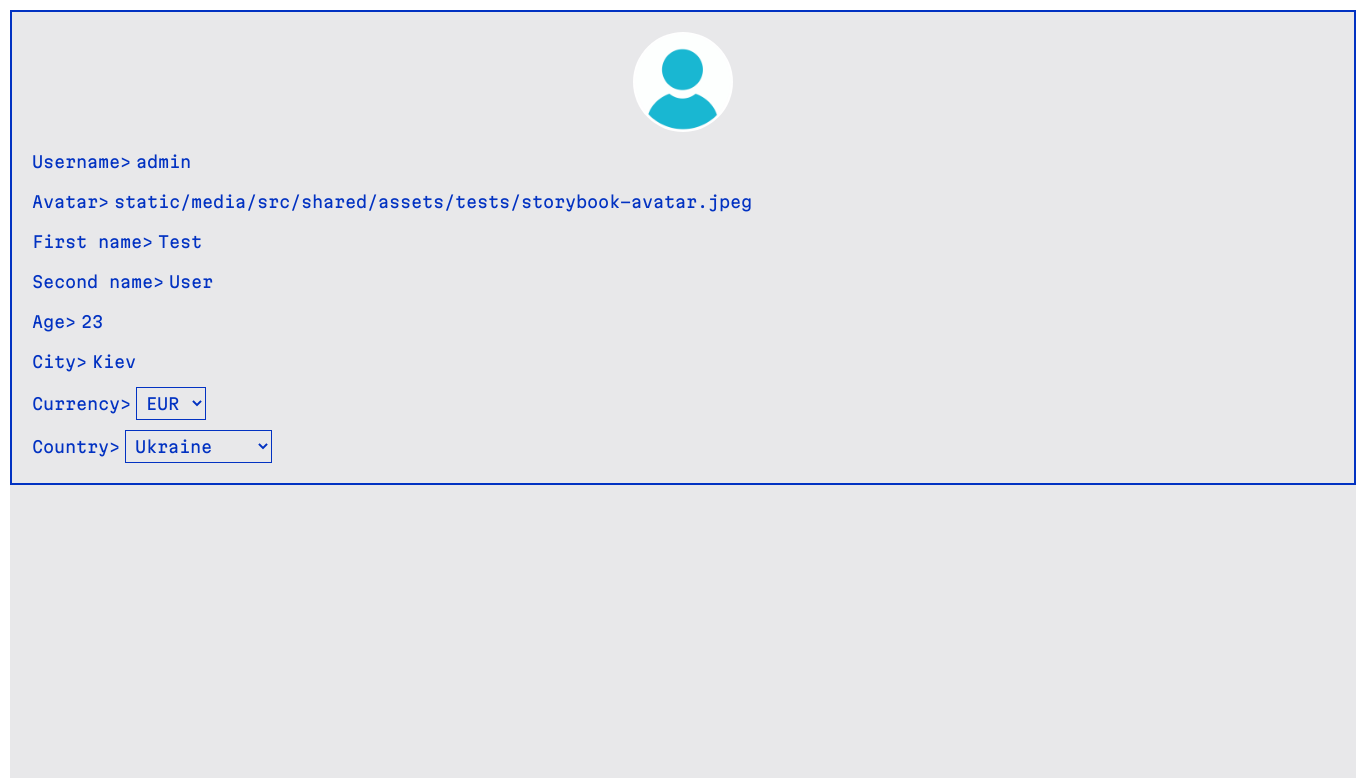 Username> admin
Avatar> static/media/src/shared/assets/tests/storybook-avatar.jpeg
First name> Test
Second name> User
Age> 23
City> Kiev
Currency> EUR
Country> Ukraine